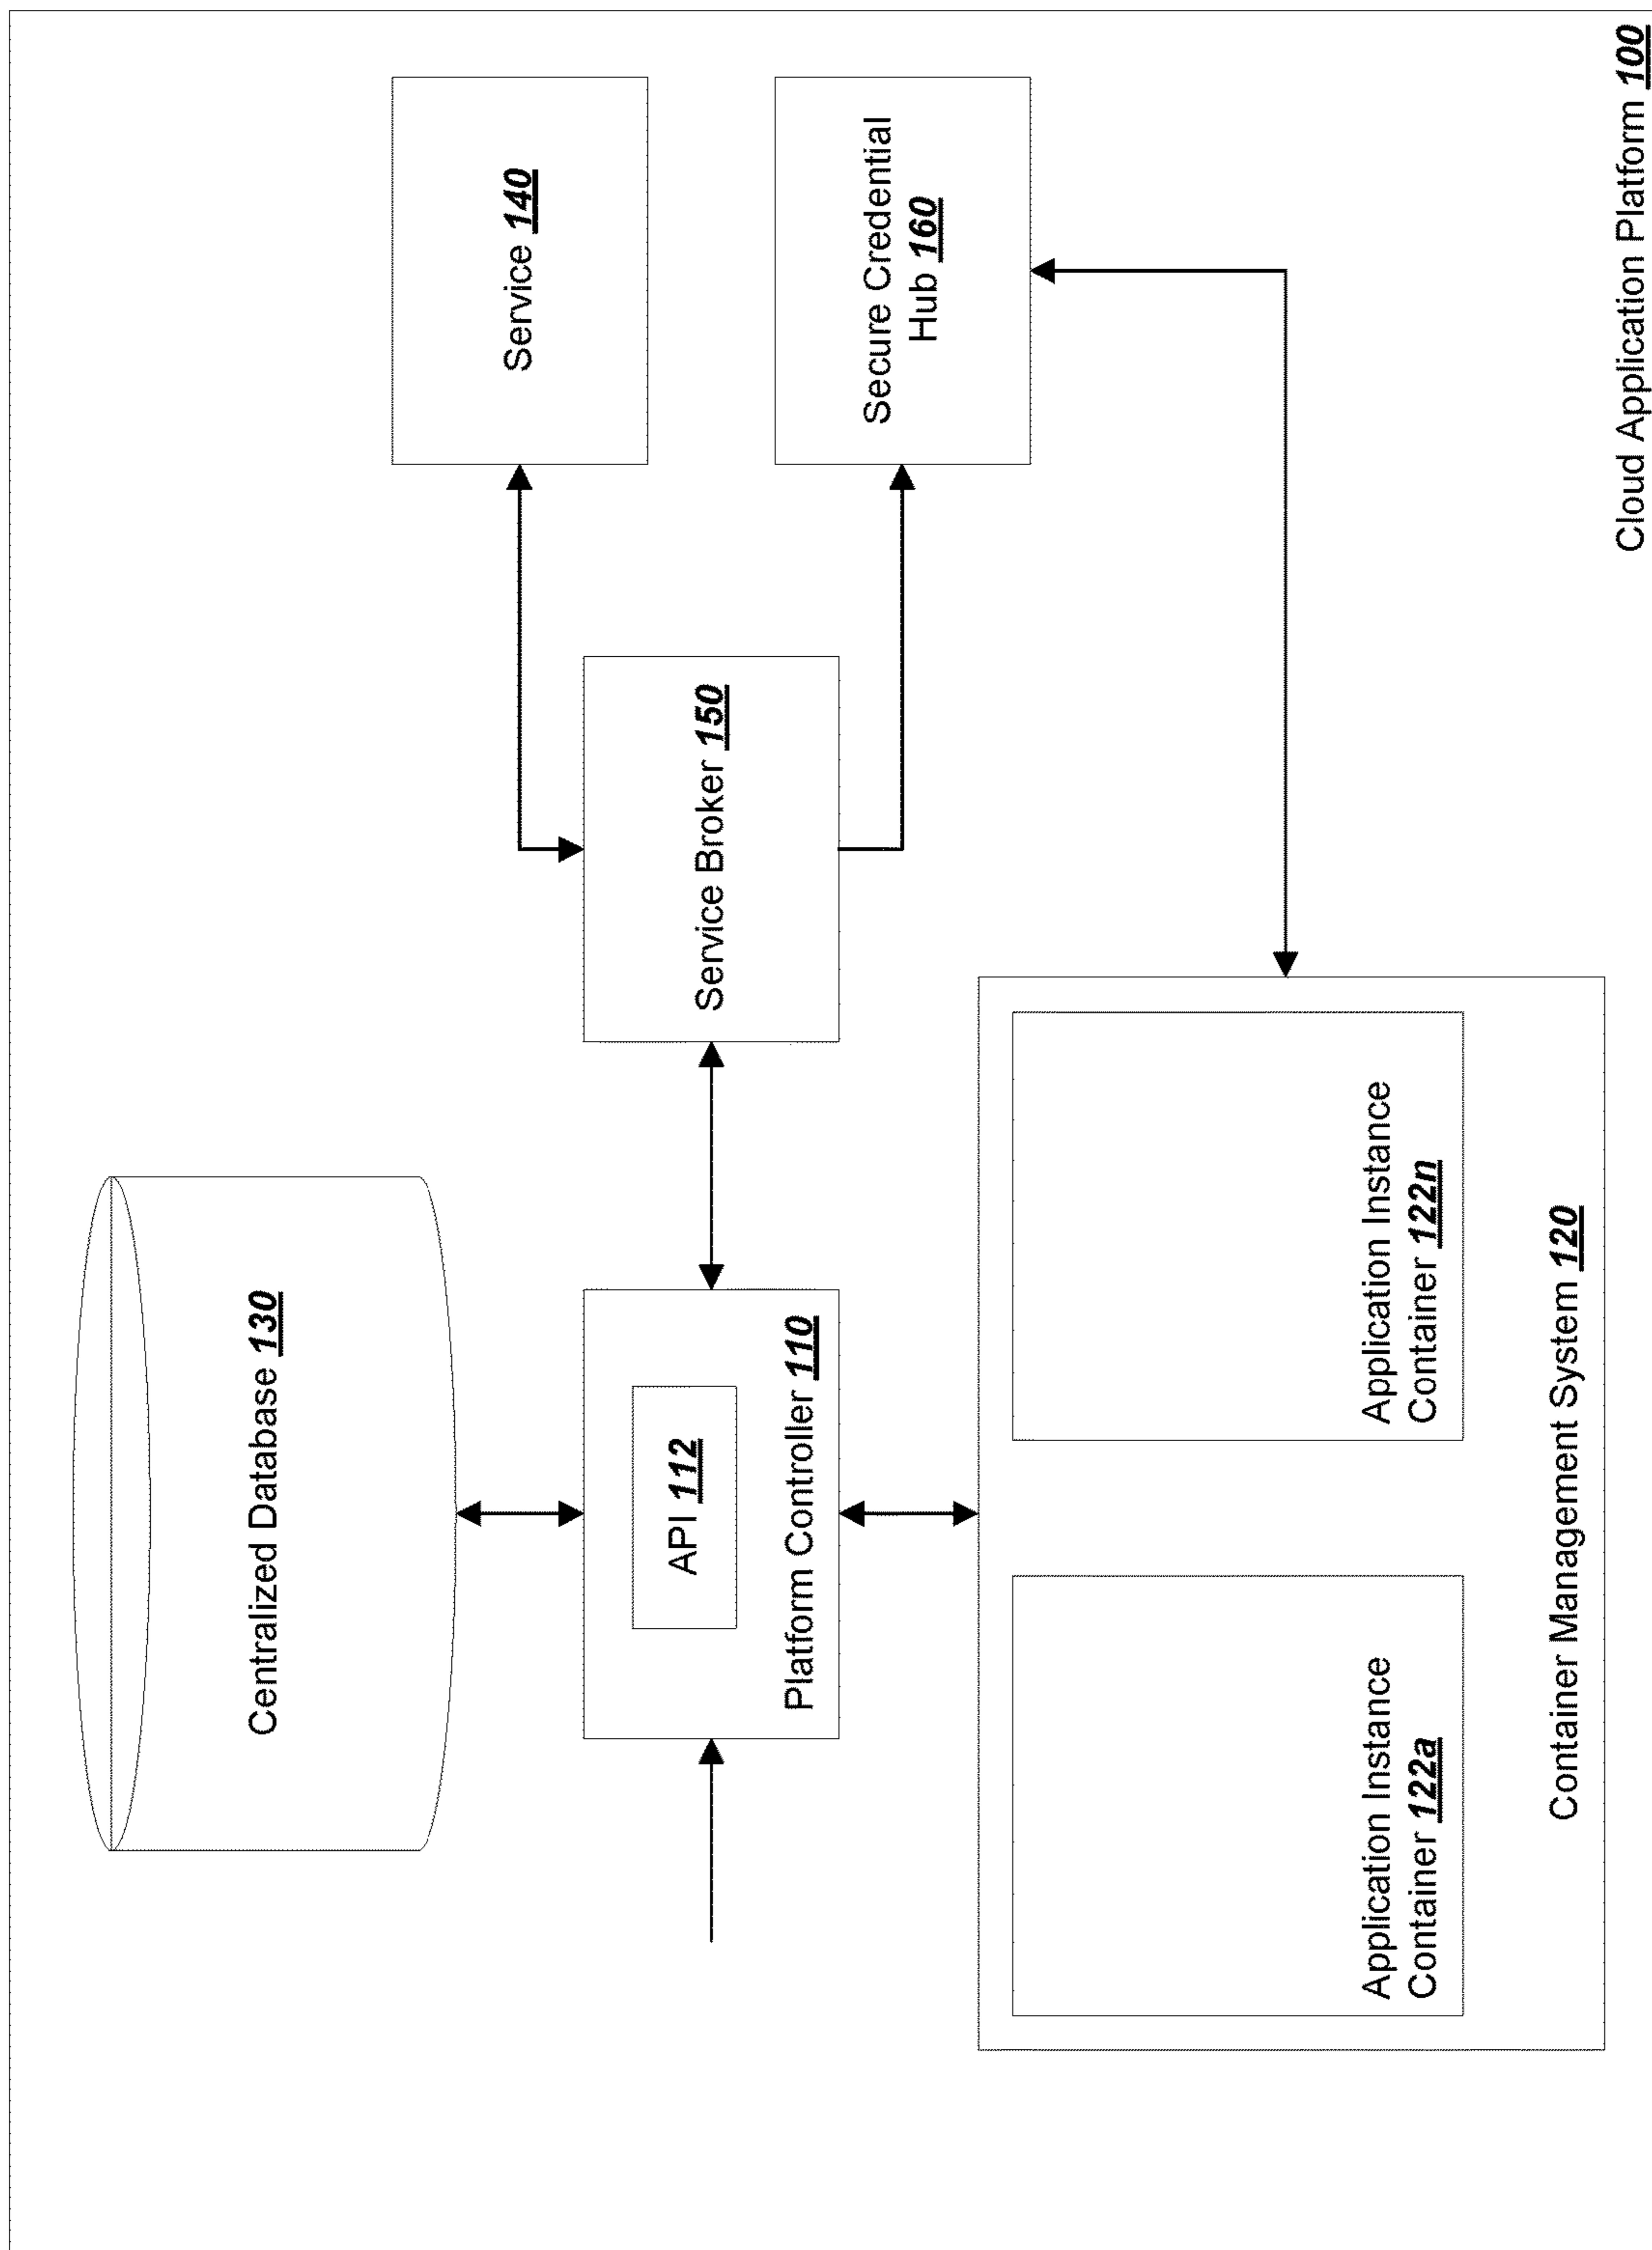 Centralized Database 130
Service 140
API 112
Platform Controller 110
Service Broker 150
Secure Credential
Hub 160
Application Instance
Container 122a
Application Instance
Container 122n
Container Management System 120
Cloud Application Platform 100